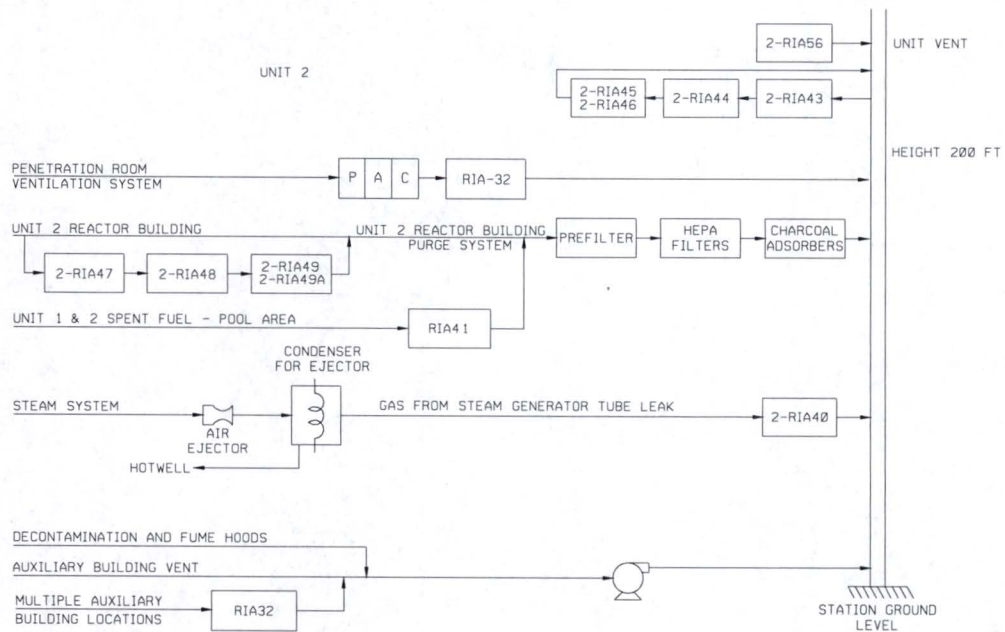 2-RIA56
UNIT VENT
UNIT 2
2-RIA45
2-RIA46
2-RIA44
2-RIA43
HEIGHT 200 FT
PENETRATION ROOM
VENTILATION SYSTEM
P A C
RIA-32
UNIT 2 REACTOR BUILDING
UNIT 2 REACTOR BUILDING
PURGE SYSTEM
PREFILTER
HEPA
FILTERS
CHARCOAL
ADSORBERS
2-RIA47
2-RIA48
2-RIA49
2-RIA49A
UNIT 1 & 2 SPENT FUEL - POOL AREA
RIA41
CONDENSER
FOR EJECTOR
STEAM SYSTEM
AIR
EJECTOR
GAS FROM STEAM GENERATOR TUBE LEAK
2-RIA40
HOTWELL
DECONTAMINATION AND FUME HOODS
AUXILIARY BUILDING VENT
MULTIPLE AUXILIARY
BUILDING LOCATIONS
RIA32
STATION GROUND
LEVEL